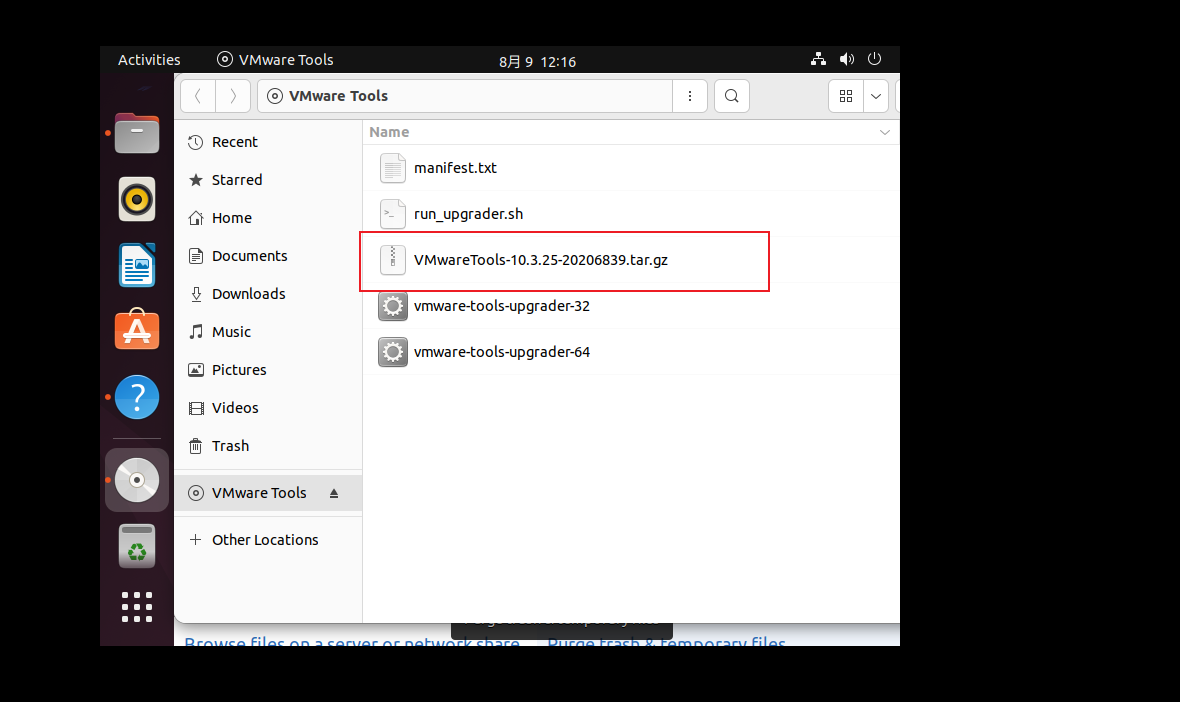 Activities VMware Tools 8月 9 12:16
VMware Tools
Name
Recent
Starred
Home
Documents
Downloads
Music
Pictures
Videos
Trash
VMware Tools
Other Locations
manifest.txt
run_upgrader.sh
VMwareTools-10.3.25-20206839.tar.gz
vmware-tools-upgrader-32
vmware-tools-upgrader-64
Browse files on a server or network share Purge trash & temporary files